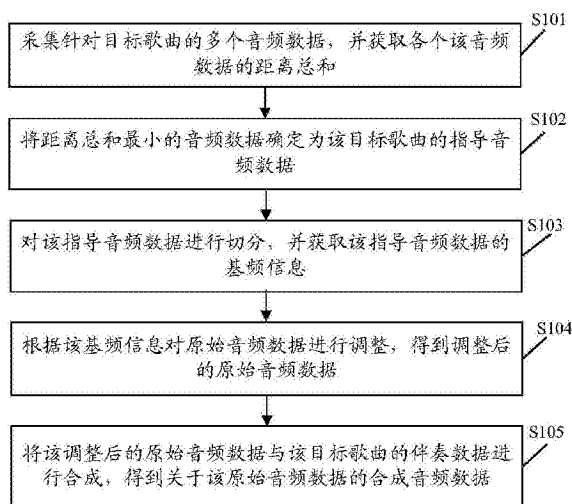 S101
采集针对目标歌曲的多个音频数据，并获取各个该音频
数据的距离总和
S102
将距离总和最小的音频数据确定为该目标歌曲的指导音
频数据
S103
对该指导音频数据进行切分，并获取该指导音频数据的
基频信息
S104
根据该基频信息对原始音频数据进行调整，得到调整后
的原始音频数据
S105
将该调整后的原始音频数据与该目标歌曲的伴奏数据进
行合成，得到关于该原始音频数据的合成音频数据